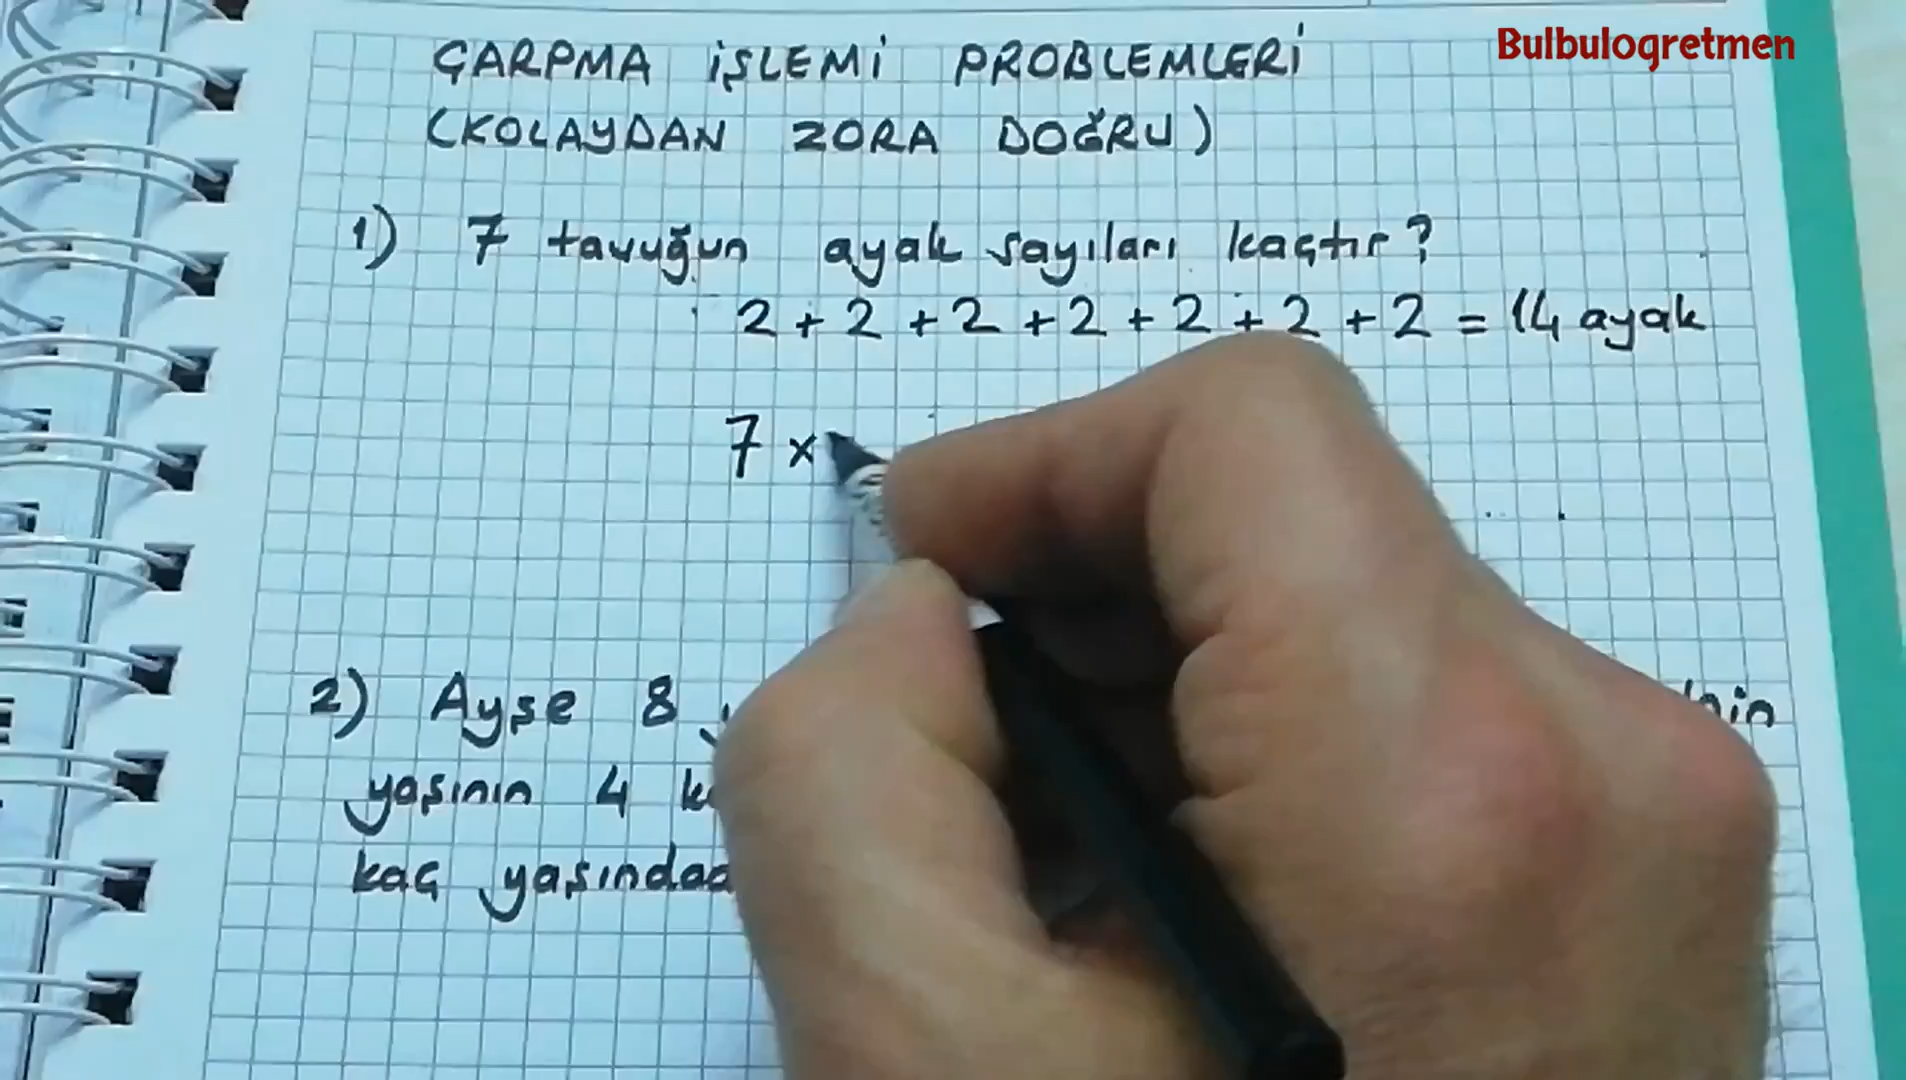 Bulbulogretmen
ÇARPMA İŞLEMİ PROBLEMLERİ
(KOLAYDAN ZORA DOĞRU)
1) 7 tavuğun ayak sayıları kaçtır?
2 + 2 + 2 + 2 + 2 + 2 + 2 = 14 ayak
7 x
2) Ayşe 8
yaşının 4
kaç